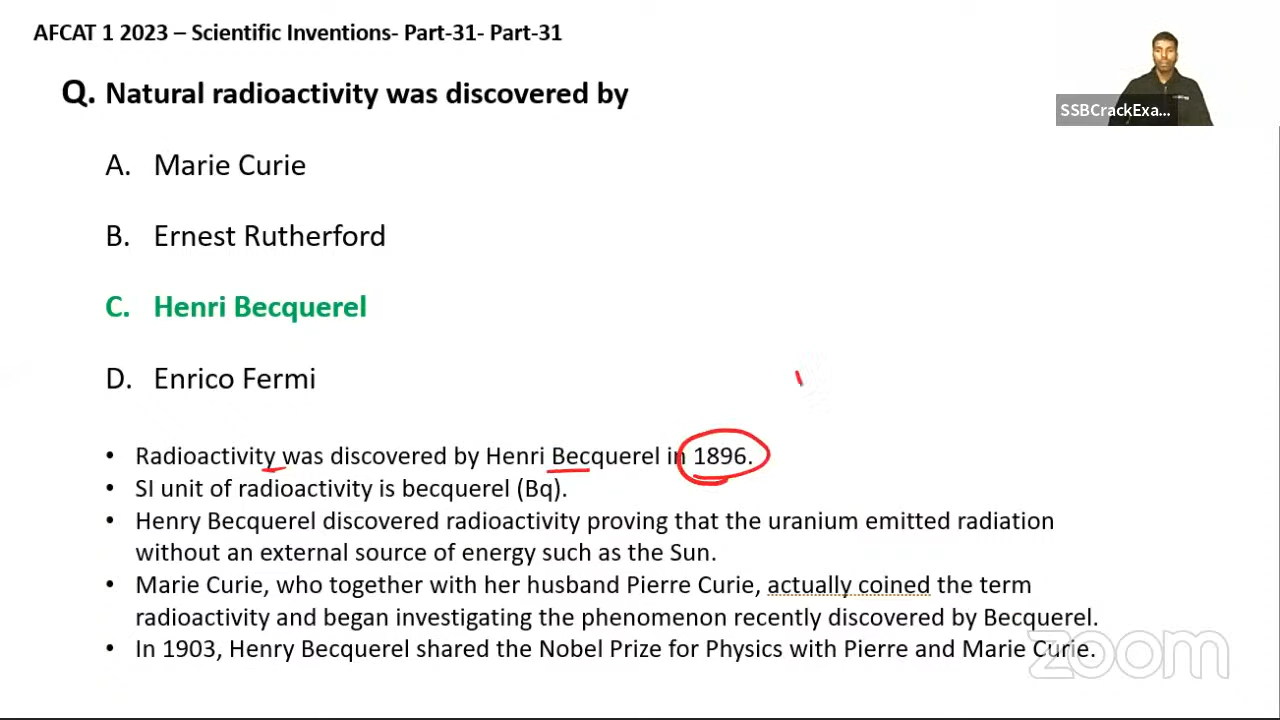 AFCAT 1 2023 – Scientific Inventions- Part-31- Part-31
SSBCrackExa...
Q. Natural radioactivity was discovered by
A. Marie Curie
B. Ernest Rutherford
C. Henri Becquerel
D. Enrico Fermi
• Radioactivity was discovered by Henri Becquerel in 1896.
• SI unit of radioactivity is becquerel (Bq).
• Henry Becquerel discovered radioactivity proving that the uranium emitted radiation
without an external source of energy such as the Sun.
• Marie Curie, who together with her husband Pierre Curie, actually coined the term
radioactivity and began investigating the phenomenon recently discovered by Becquerel.
• In 1903, Henry Becquerel shared the Nobel Prize for Physics with Pierre and Marie Curie.
zoom